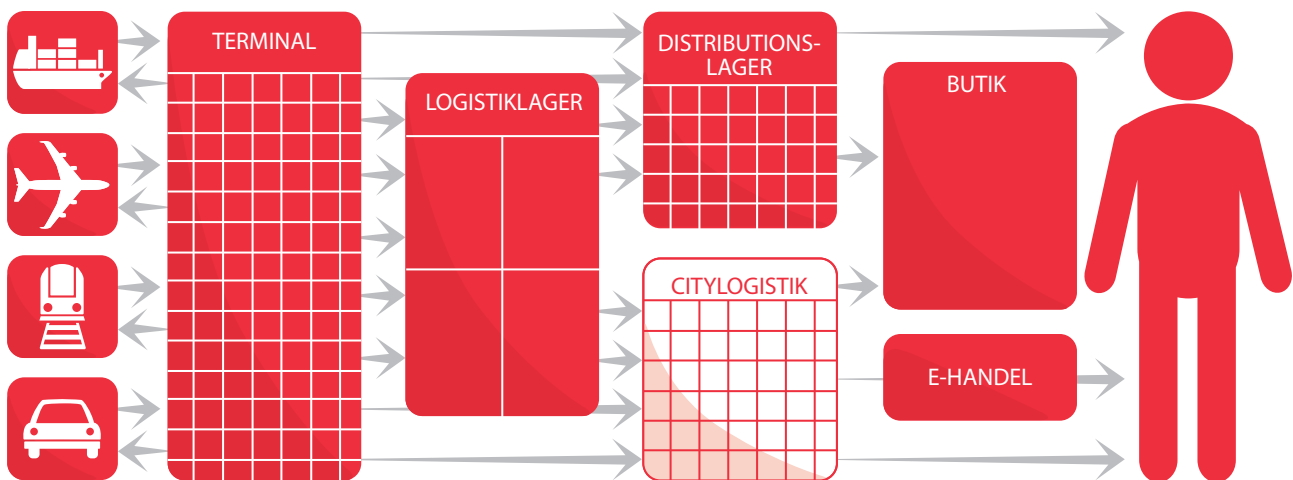 TERMINAL
LOGISTIKLAGER
DISTRIBUTIONS-
LAGER
CITYLOGISTIK
BUTIK
E-HANDEL